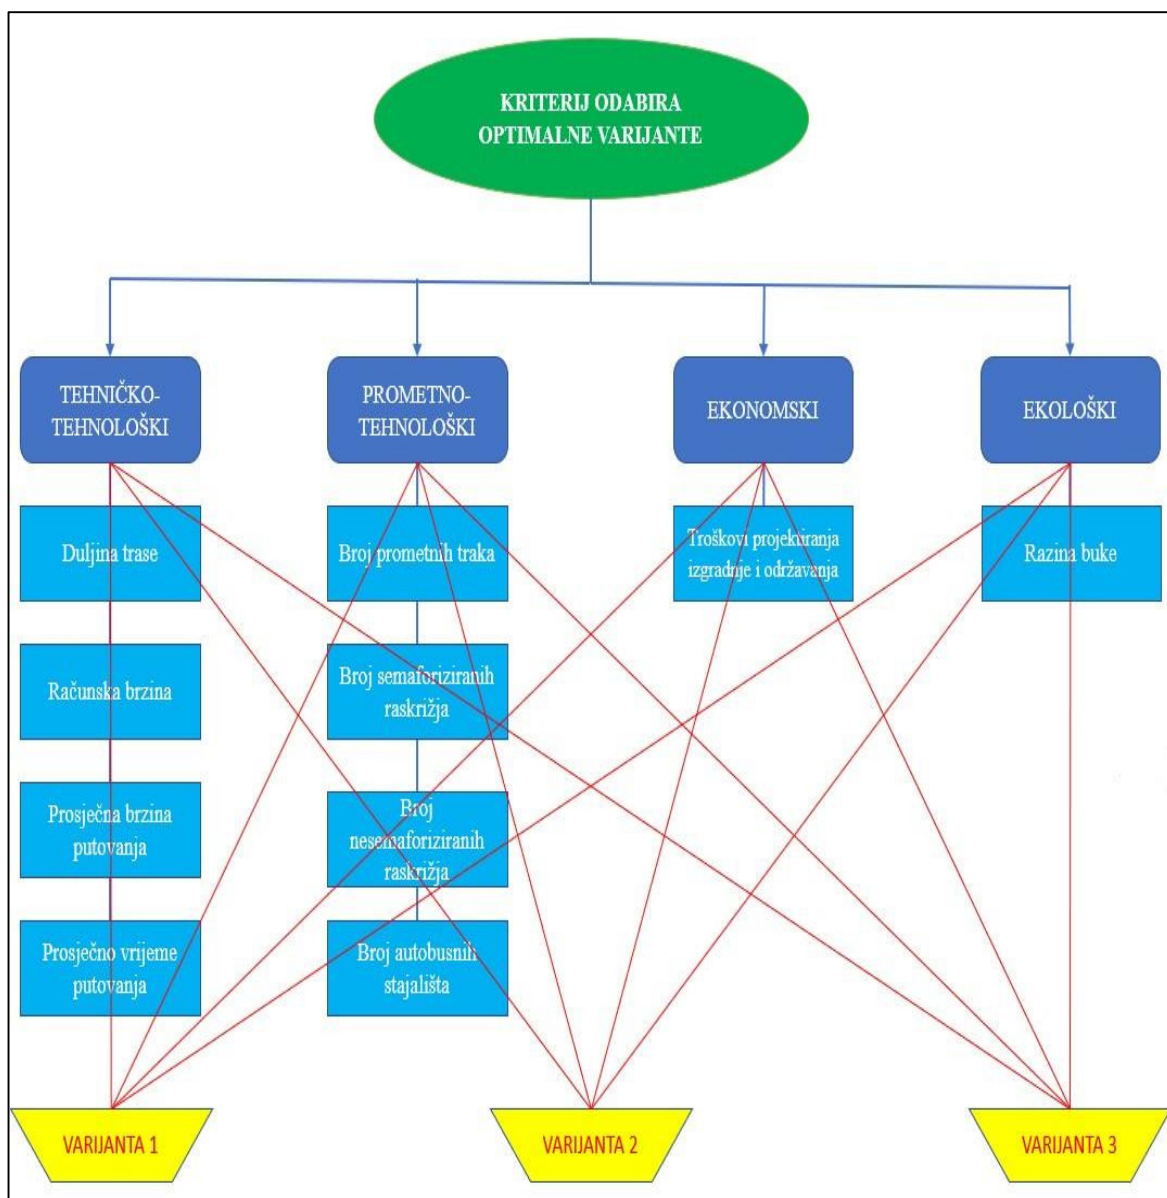 KRITERIJ ODABIRA
OPTIMALNE VARIJANTE
TEHNIČKO-
TEHNOLOŠKI
PROMETNO-
TEHNOLOŠKI
EKONOMSKI
EKOLOŠKI
Duljina trase
Računska brzina
Prosječna brzina
putovanja
Prosječno vrijeme
putovanja
Broj prometnih traka
Broj semaforiziranih
raskrižja
Broj
nesemaforiziranih
raskrižja
Broj autobusnih
stajališta
Troškovi projektiranja
izgradnje i održavanja
Razina buke
VARIJANTA 1
VARIJANTA 2
VARIJANTA 3